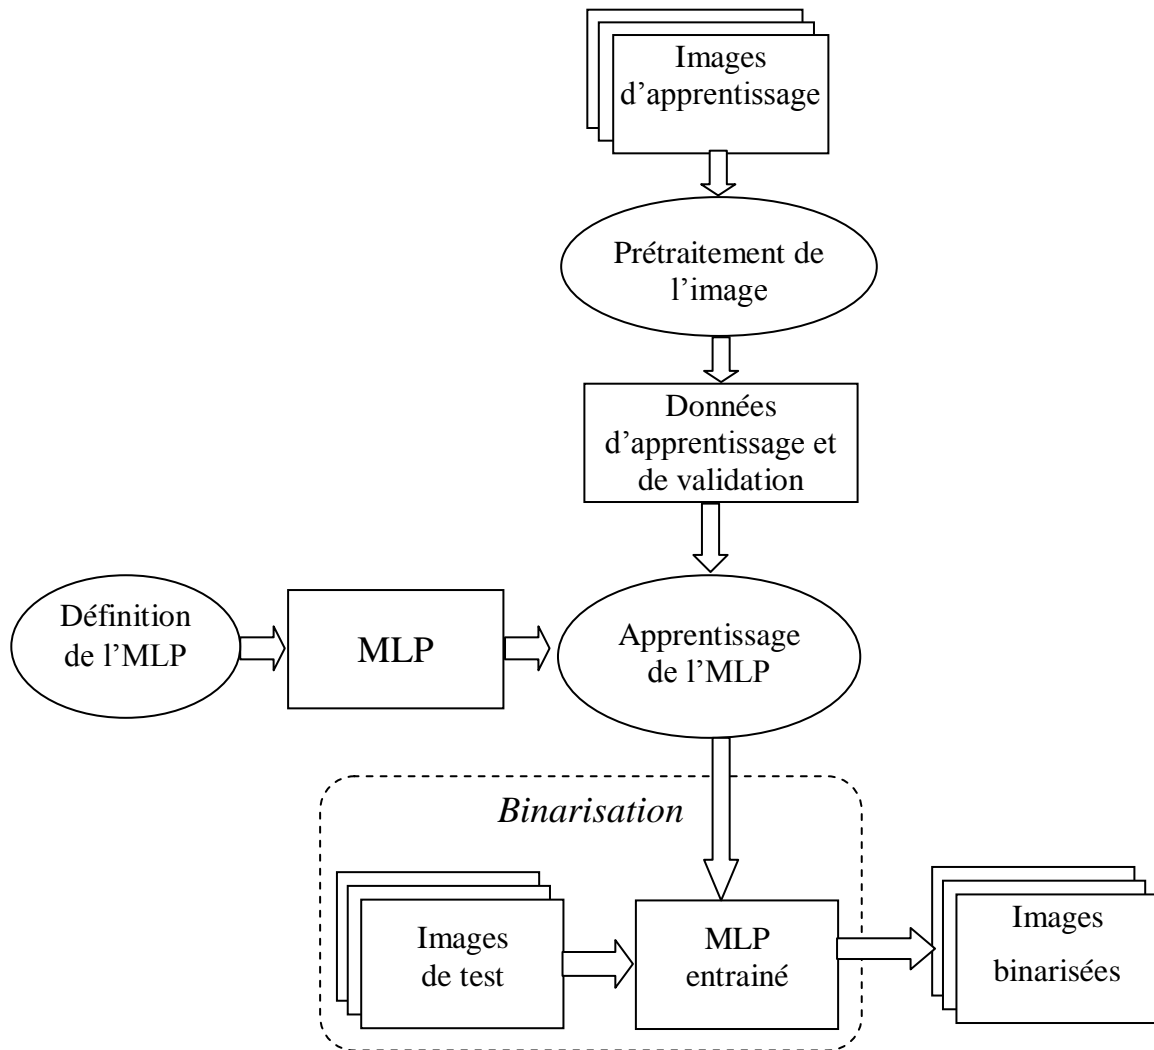 Images
d’apprentissage
Prétraitement de
l’image
Données
d’apprentissage et
de validation
Définition
de l’MLP
MLP
Apprentissage
de l’MLP
Binarisation
Images
de test
MLP
entrainé
Images
binarisées